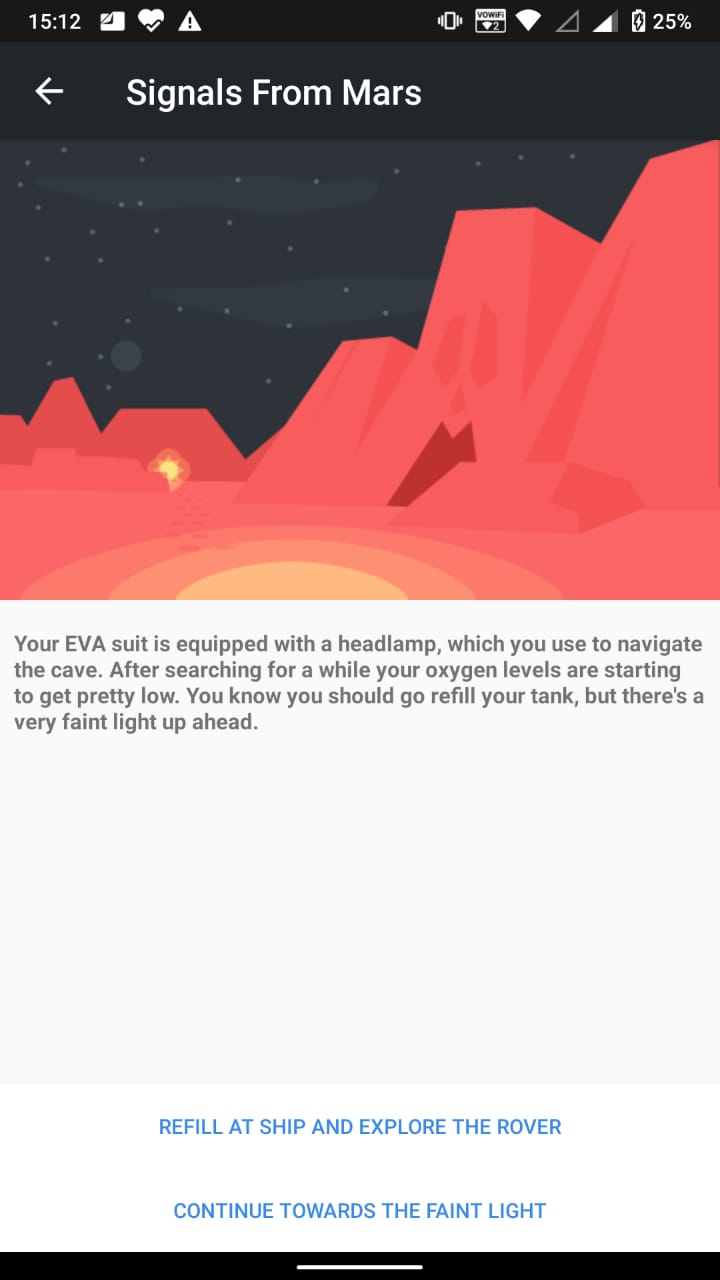 15:12
VOWiFi
2
25%
Signals From Mars
Your EVA suit is equipped with a headlamp, which you use to navigate
the cave. After searching for a while your oxygen levels are starting
to get pretty low. You know you should go refill your tank, but there's a
very faint light up ahead.
REFILL AT SHIP AND EXPLORE THE ROVER
CONTINUE TOWARDS THE FAINT LIGHT